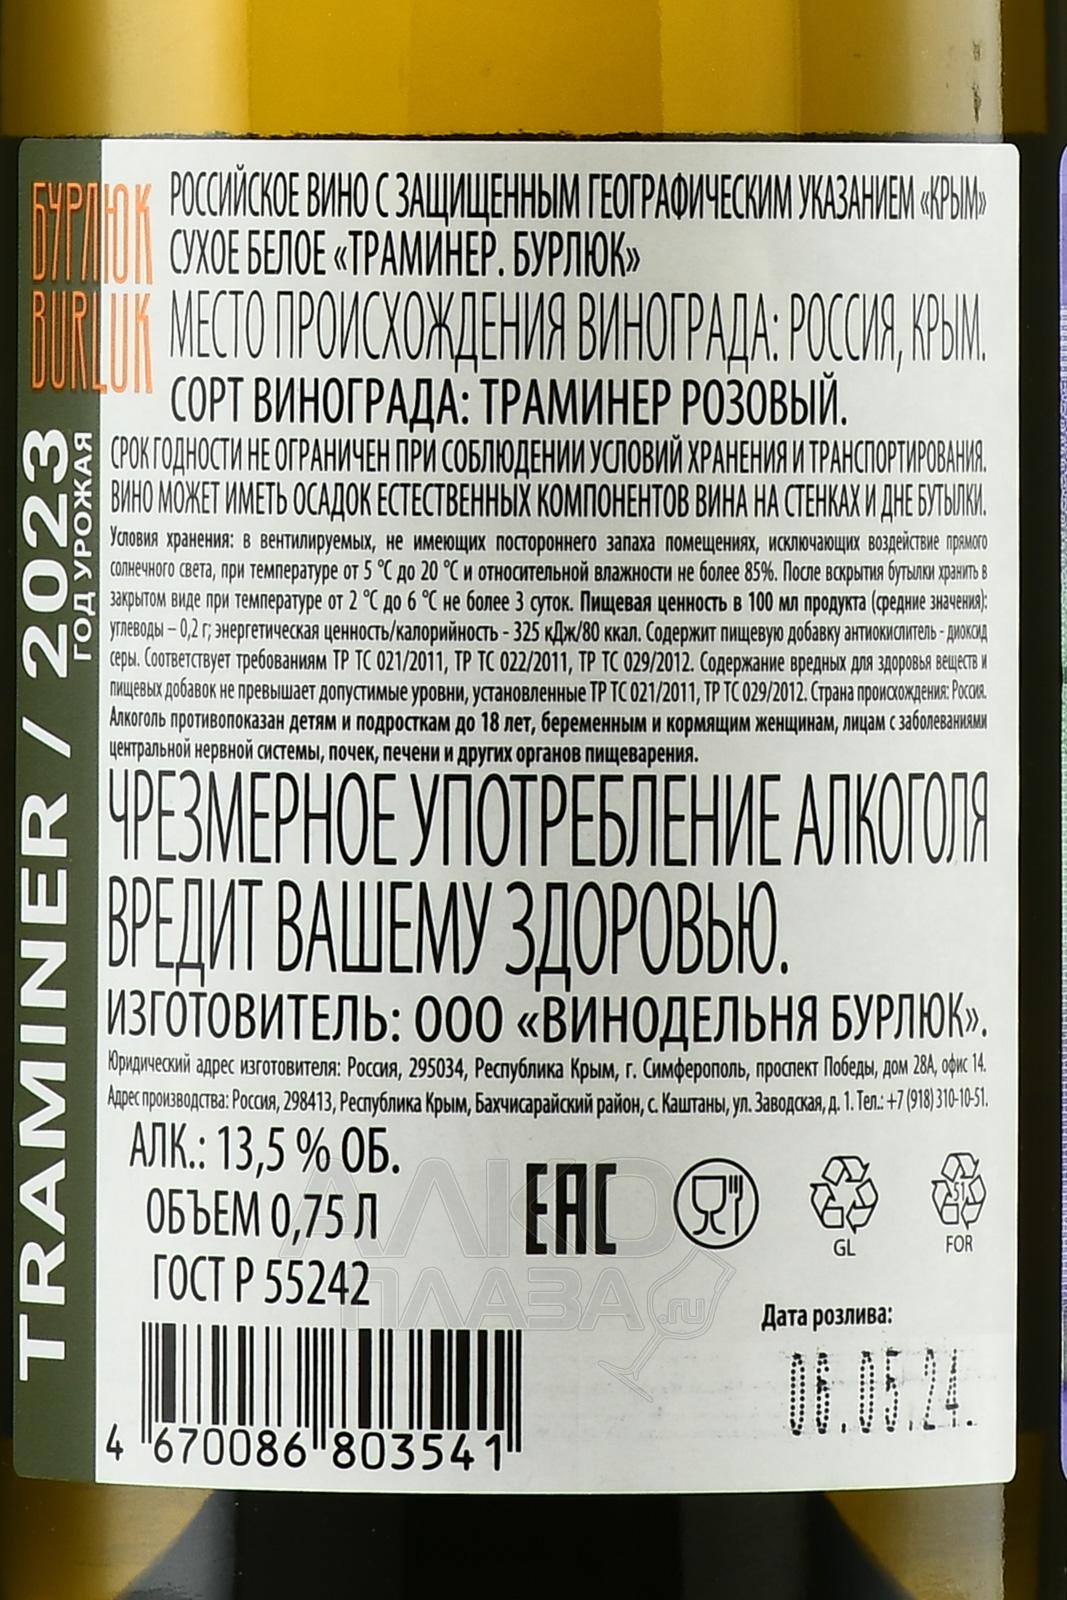 БУРЛЮК
BURLUK
TRAMINER / 2023
ГОД УРОЖАЯ
РОССИЙСКОЕ ВИНО С ЗАЩИЩЕННЫМ ГЕОГРАФИЧЕСКИМ УКАЗАНИЕМ «КРЫМ»
СУХОЕ БЕЛОЕ «ТРАМИНЕР. БУРЛЮК»
МЕСТО ПРОИСХОЖДЕНИЯ ВИНОГРАДА: РОССИЯ, КРЫМ.
СОРТ ВИНОГРАДА: ТРАМИНЕР РОЗОВЫЙ.
СРОК ГОДНОСТИ НЕ ОГРАНИЧЕН ПРИ СОБЛЮДЕНИИ УСЛОВИЙ ХРАНЕНИЯ И ТРАНСПОРТИРОВАНИЯ.
ВИНО МОЖЕТ ИМЕТЬ ОСАДОК ЕСТЕСТВЕННЫХ КОМПОНЕНТОВ ВИНА НА СТЕНКАХ И ДНЕ БУТЫЛКИ.
Условия хранения: в вентилируемых, не имеющих постороннего запаха помещениях, исключающих воздействие прямого
солнечного света, при температуре от 5 °С до 20 °С и относительной влажности не более 85%. После вскрытия бутылки хранить в
закрытом виде при температуре от 2 °С до 6 °С не более 3 суток. Пищевая ценность в 100 мл продукта (средние значения):
углеводы – 0,2 г; энергетическая ценность/калорийность - 325 кДж/80 ккал. Содержит пищевую добавку антиокислитель - диоксид
серы. Соответствует требованиям ТР ТС 021/2011, ТР ТС 022/2011, ТР ТС 029/2012. Содержание вредных для здоровья веществ и
пищевых добавок не превышает допустимые уровни, установленные ТР ТС 021/2011, ТР ТС 029/2012. Страна происхождения: Россия.
Алкоголь противопоказан детям и подросткам до 18 лет, беременным и кормящим женщинам, лицам с заболеваниями
центральной нервной системы, почек, печени и других органов пищеварения.
ЧРЕЗМЕРНОЕ УПОТРЕБЛЕНИЕ АЛКОГОЛЯ
ВРЕДИТ ВАШЕМУ ЗДОРОВЬЮ.
ИЗГОТОВИТЕЛЬ: ООО «ВИНОДЕЛЬНЯ БУРЛЮК».
Юридический адрес изготовителя: Россия, 295034, Республика Крым, г. Симферополь, проспект Победы, дом 28А, офис 14.
Адрес производства: Россия, 298413, Республика Крым, Бахчисарайский район, с. Каштаны, ул. Заводская, д. 1. Тел.: +7 (918) 310-10-51.
АЛК.: 13,5 % ОБ.
ОБЪЕМ 0,75 Л
ГОСТ Р 55242
ЕАС
GL
51
FOR
АЛКО
ПЛАЗА
.ru
Дата розлива:
06.05.24.
4 670086 803541